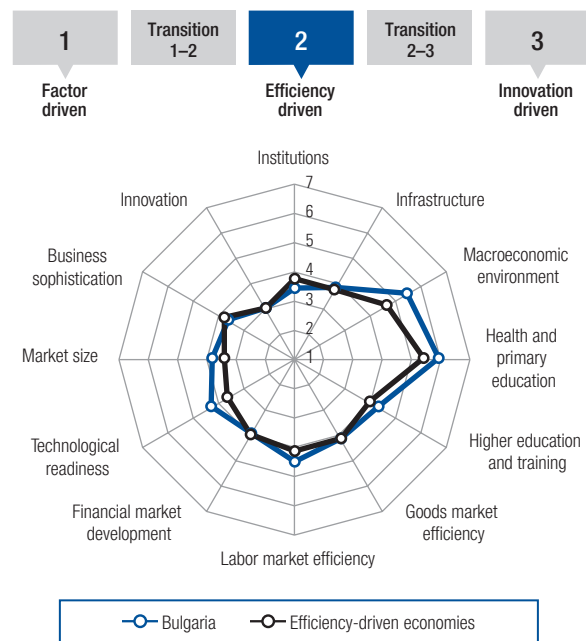 1
Transition
1–2
2
Transition
2–3
3
Factor
driven
Efficiency
driven
Innovation
driven
Institutions
Infrastructure
Macroeconomic
environment
Health and
primary
education
Higher education
and training
Goods market
efficiency
Labor market efficiency
Financial market
development
Technological
readiness
Market size
Business
sophistication
Innovation
7
6
5
4
3
2
1
Bulgaria
Efficiency-driven economies